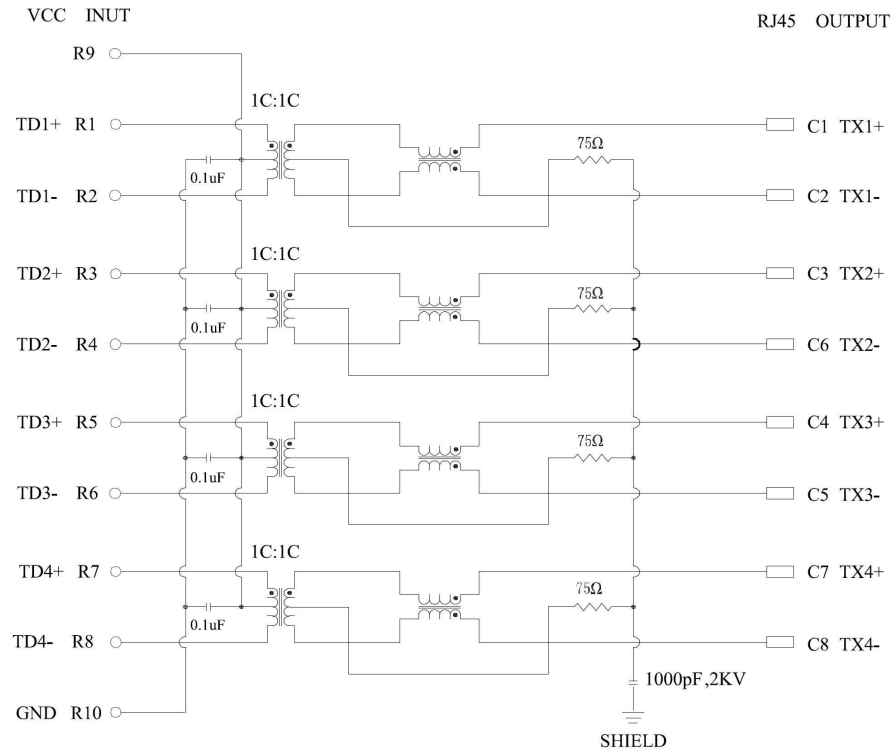 VCC INUT
RJ45 OUTPUT
R9
1C:1C
TD1+ R1
C1 TX1+
75Ω
0.1uF
TD1- R2
C2 TX1-
1C:1C
TD2+ R3
C3 TX2+
75Ω
0.1uF
TD2- R4
C6 TX2-
1C:1C
TD3+ R5
C4 TX3+
75Ω
0.1uF
TD3- R6
C5 TX3-
1C:1C
TD4+ R7
C7 TX4+
75Ω
0.1uF
TD4- R8
C8 TX4-
1000pF,2KV
GND R10
SHIELD